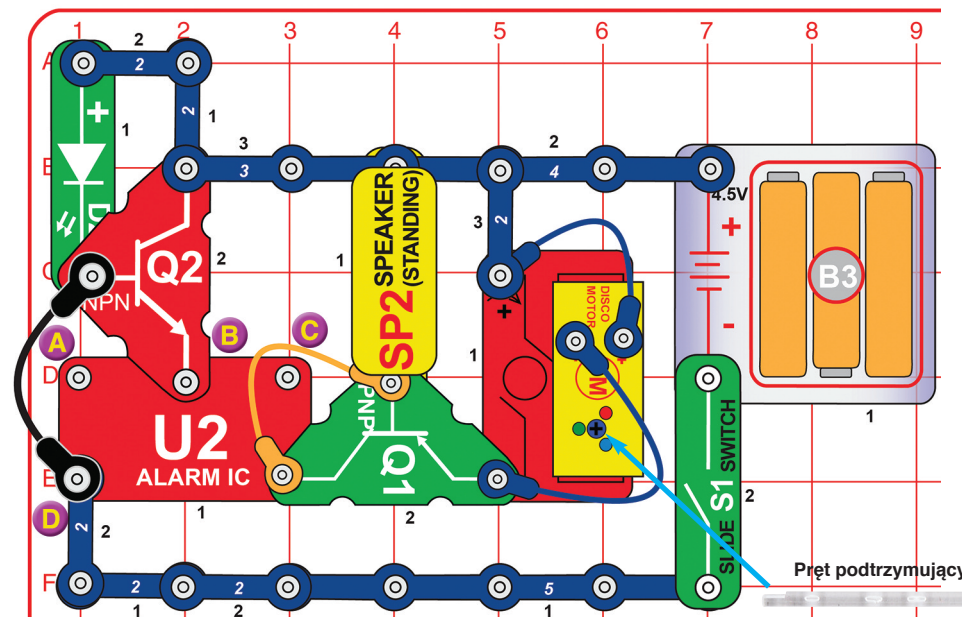 1 2 3 4 5 6 7 8 9
2
A 2
+ 1 2 1
3 2
B 3 4
4.5V
D
SPEAKER
(STANDING)
SP2
3 2
C Q2 2 1
NPN
+
DISCO
MOTOR
+
B3
-
A B C
1
M
D
PNP
1
U2
ALARM IC
Q1
+
E
SLIDE SWITCH
S1
D 2 2 1 2 2
F 2 2 5
1 2 1
Pręt podtrzymujący